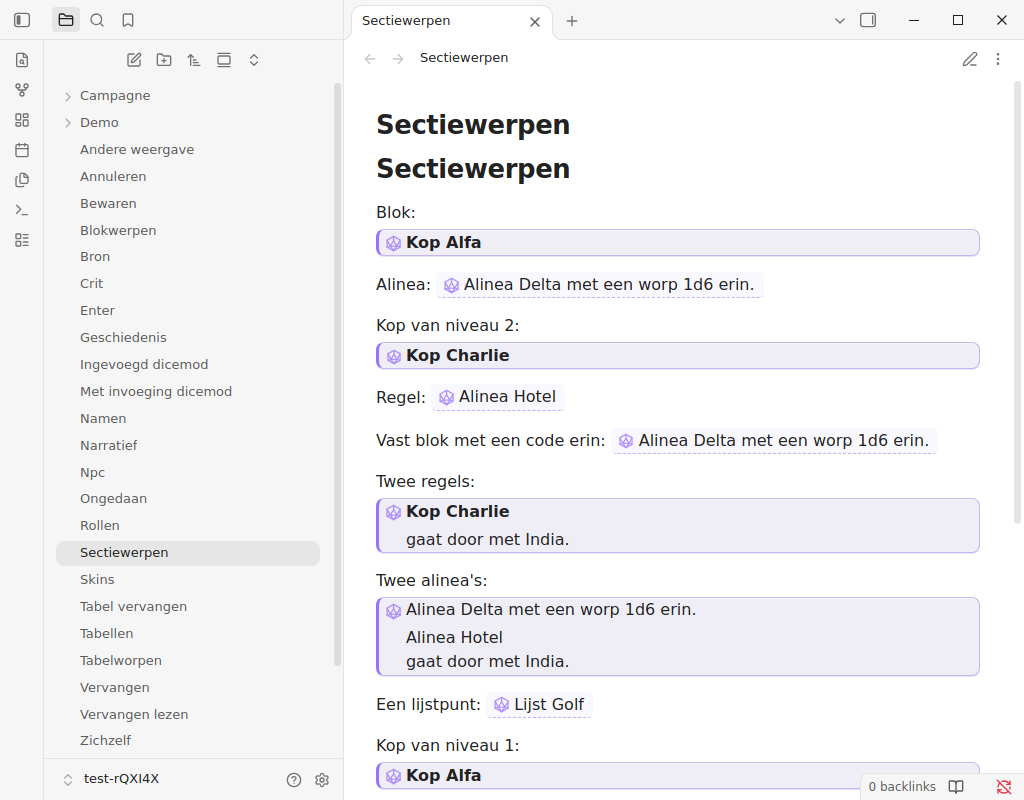 Sectiewerpen
Sectiewerpen
Campagne
Demo
Andere weergave
Annuleren
Bewaren
Blokwerpen
Bron
Crit
Enter
Geschiedenis
Ingevoegd dicemod
Met invoeging dicemod
Namen
Narratief
Npc
Ongedaan
Rollen
Sectiewerpen
Skins
Tabel vervangen
Tabellen
Tabelworpen
Vervangen
Vervangen lezen
Zichzelf
test-rQXI4X
Sectiewerpen
Sectiewerpen
Blok:
Kop Alfa
Alinea: Alinea Delta met een worp 1d6 erin.
Kop van niveau 2:
Kop Charlie
Regel: Alinea Hotel
Vast blok met een code erin: Alinea Delta met een worp 1d6 erin.
Twee regels:
Kop Charlie
gaat door met India.
Twee alinea's:
Alinea Delta met een worp 1d6 erin.
Alinea Hotel
gaat door met India.
Een lijstpunt: Lijst Golf
Kop van niveau 1:
Kop Alfa
0 backlinks